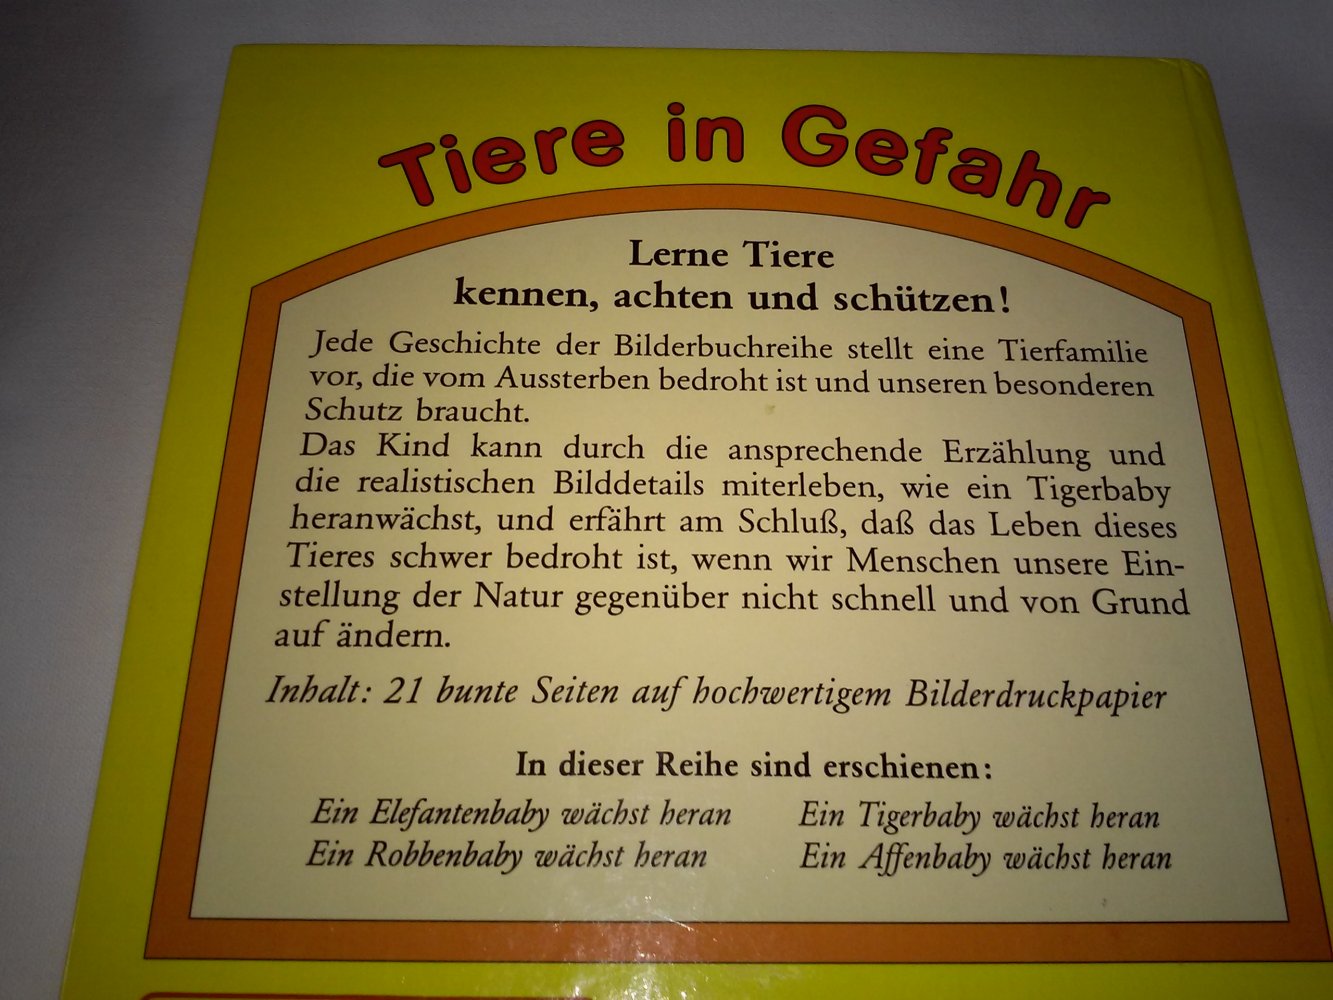 Tiere in Gefahr
Lerne Tiere
kennen, achten und schützen!
Jede Geschichte der Bilderbuchreihe stellt eine Tierfamilie
vor, die vom Aussterben bedroht ist und unseren besonderen
Schutz braucht.
Das Kind kann durch die ansprechende Erzählung und
die realistischen Bilddetails miterleben, wie ein Tigerbaby
heranwächst, und erfährt am Schluß, daß das Leben dieses
Tieres schwer bedroht ist, wenn wir Menschen unsere Ein-
stellung der Natur gegenüber nicht schnell und von Grund
auf ändern.
Inhalt: 21 bunte Seiten auf hochwertigem Bilderdruckpapier
In dieser Reihe sind erschienen:
Ein Elefantenbaby wächst heran Ein Tigerbaby wächst heran
Ein Robbenbaby wächst heran Ein Affenbaby wächst heran